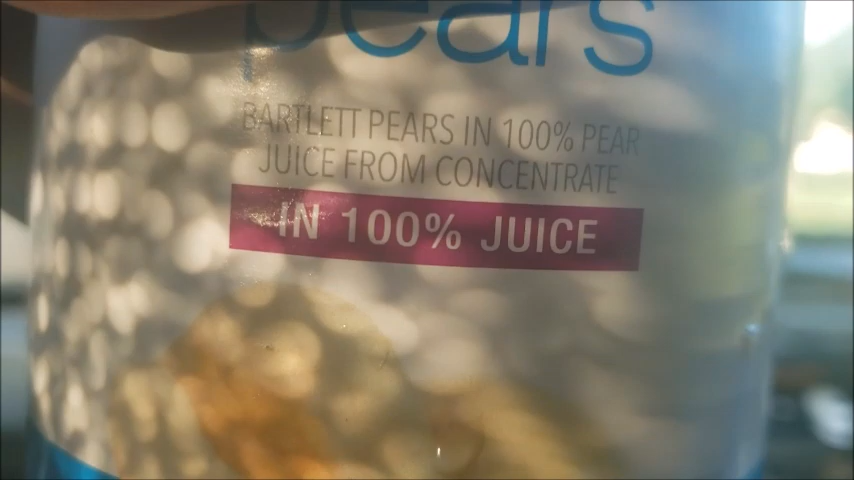 pears
BARTLETT PEARS IN 100% PEAR
JUICE FROM CONCENTRATE
IN 100% JUICE